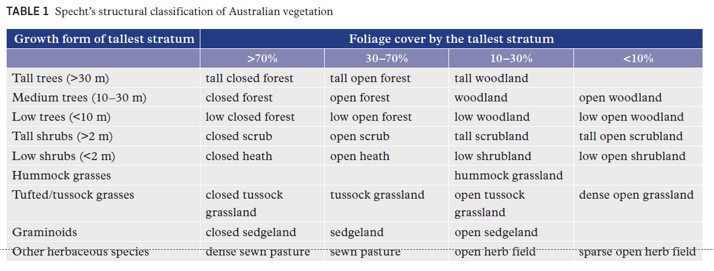 TABLE 1 Specht's structural classification of Australian vegetation
Growth form of tallest stratum Foliage cover by the tallest stratum
>70% 30–70% 10–30% <10%
Tall trees (>30 m) tall closed forest tall open forest tall woodland
Medium trees (10–30 m) closed forest open forest woodland open woodland
Low trees (<10 m) low closed forest low open forest low woodland low open woodland
Tall shrubs (>2 m) closed scrub open scrub tall scrubland tall open scrubland
Low shrubs (<2 m) closed heath open heath low shrubland low open shrubland
Hummock grasses hummock grassland
Tufted/tussock grasses closed tussock tussock grassland open tussock dense open grassland
grassland grassland
Graminoids closed sedgeland sedgeland open sedgeland
Other herbaceous species dense sewn pasture sewn pasture open herb field sparse open herb field